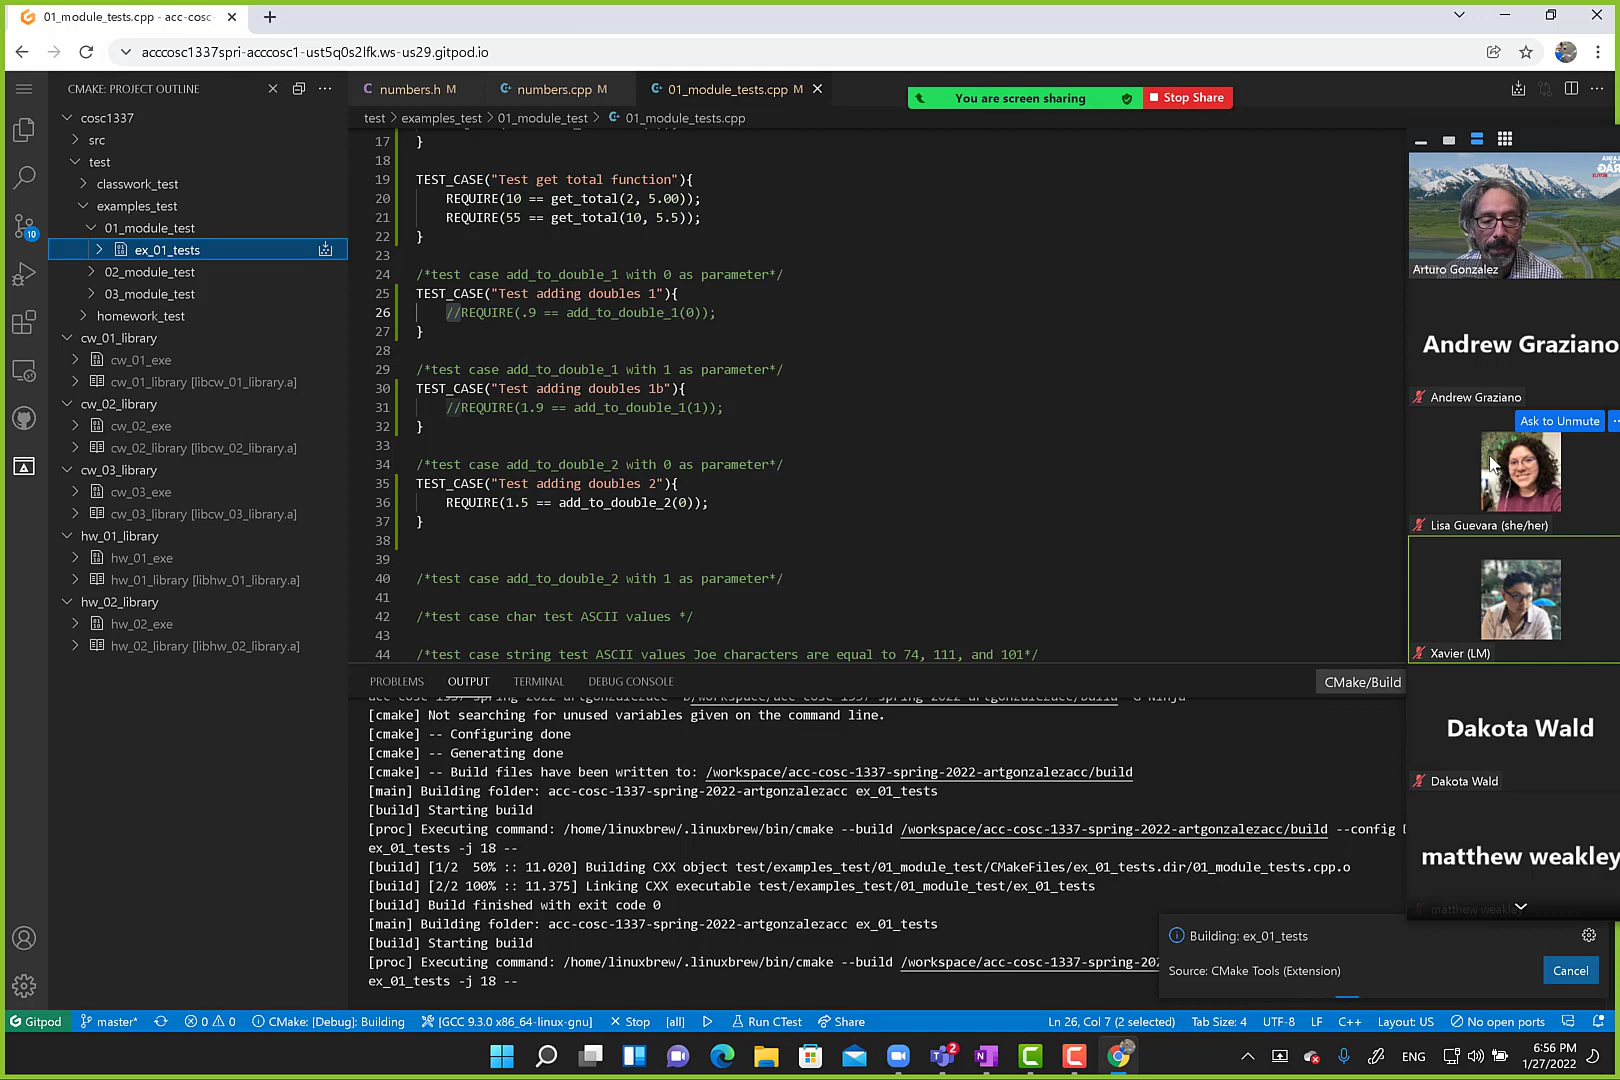 01_module_tests.cpp - acc-cosc-
acccosc1337spri-acccosc1-ust5q0s2lfk.ws-us29.gitpod.io
CMAKE: PROJECT OUTLINE
cosc1337
src
test
classwork_test
examples_test
01_module_test
ex_01_tests
02_module_test
03_module_test
homework_test
cw_01_library
cw_01_exe
cw_01_library [libcw_01_library.a]
cw_02_library
cw_02_exe
cw_02_library [libcw_02_library.a]
cw_03_library
cw_03_exe
cw_03_library [libcw_03_library.a]
hw_01_library
hw_01_exe
hw_01_library [libhw_01_library.a]
hw_02_library
hw_02_exe
hw_02_library [libhw_02_library.a]
10
numbers.h M
numbers.cpp M
01_module_tests.cpp M
You are screen sharing
Stop Share
test > examples_test > 01_module_test > 01_module_tests.cpp
17 }
18
19 TEST_CASE("Test get total function"){
20 REQUIRE(10 == get_total(2, 5.00));
21 REQUIRE(55 == get_total(10, 5.5));
22 }
23
24 /*test case add_to_double_1 with 0 as parameter*/
25 TEST_CASE("Test adding doubles 1"){
26 //REQUIRE(.9 == add_to_double_1(0));
27 }
28
29 /*test case add_to_double_1 with 1 as parameter*/
30 TEST_CASE("Test adding doubles 1b"){
31 //REQUIRE(1.9 == add_to_double_1(1));
32 }
33
34 /*test case add_to_double_2 with 0 as parameter*/
35 TEST_CASE("Test adding doubles 2"){
36 REQUIRE(1.5 == add_to_double_2(0));
37 }
38
39
40 /*test case add_to_double_2 with 1 as parameter*/
41
42 /*test case char test ASCII values */
43
44 /*test case string test ASCII values Joe characters are equal to 74, 111, and 101*/
PROBLEMS OUTPUT TERMINAL DEBUG CONSOLE
CMake/Build
[cmake] Not searching for unused variables given on the command line.
[cmake] -- Configuring done
[cmake] -- Generating done
[cmake] -- Build files have been written to: /workspace/acc-cosc-1337-spring-2022-artgonzalezacc/build
[main] Building folder: acc-cosc-1337-spring-2022-artgonzalezacc ex_01_tests
[build] Starting build
[proc] Executing command: /home/linuxbrew/.linuxbrew/bin/cmake --build /workspace/acc-cosc-1337-spring-2022-artgonzalezacc/build --config
ex_01_tests -j 18 --
[build] [1/2 50% :: 11.020] Building CXX object test/examples_test/01_module_test/CMakeFiles/ex_01_tests.dir/01_module_tests.cpp.o
[build] [2/2 100% :: 11.375] Linking CXX executable test/examples_test/01_module_test/ex_01_tests
[build] Build finished with exit code 0
[main] Building folder: acc-cosc-1337-spring-2022-artgonzalezacc ex_01_tests
[build] Starting build
[proc] Executing command: /home/linuxbrew/.linuxbrew/bin/cmake --build /workspace/acc-cosc-1337-spring-202
ex_01_tests -j 18 --
Arturo Gonzalez
Andrew Graziano
Andrew Graziano
Ask to Unmute
Lisa Guevara (she/her)
Xavier (LM)
Dakota Wald
Dakota Wald
matthew weakley
matthew weakley
Building: ex_01_tests
Source: CMake Tools (Extension)
Cancel
Gitpod master* 0 0 CMake: [Debug]: Building [GCC 9.3.0 x86_64-linux-gnu] Stop [all] Run CTest Share Ln 26, Col 7 (2 selected) Tab Size: 4 UTF-8 LF C++ Layout: US No open ports
2
ENG
6:56 PM
1/27/2022